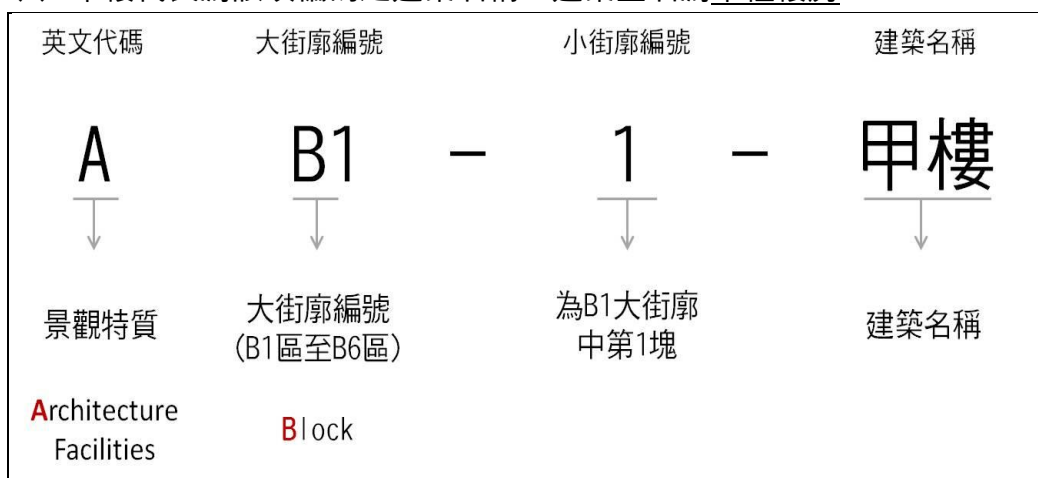 英文代碼 大街廓編號 小街廓編號 建築名稱
A B1 – 1 – 甲樓
景觀特質 大街廓編號 為B1大街廓 建築名稱
(B1區至B6區) 中第1塊
Architecture Block
Facilities